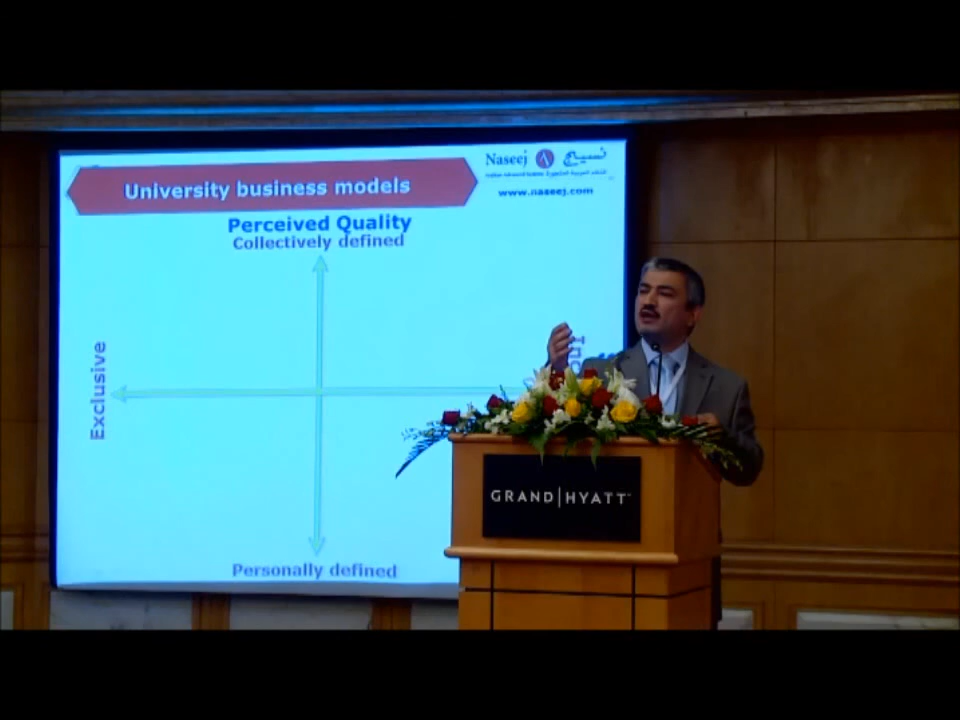 University business models
Naseej نسيج
www.naseej.com
Perceived Quality
Collectively defined
Exclusive
Personally defined
GRAND|HYATT